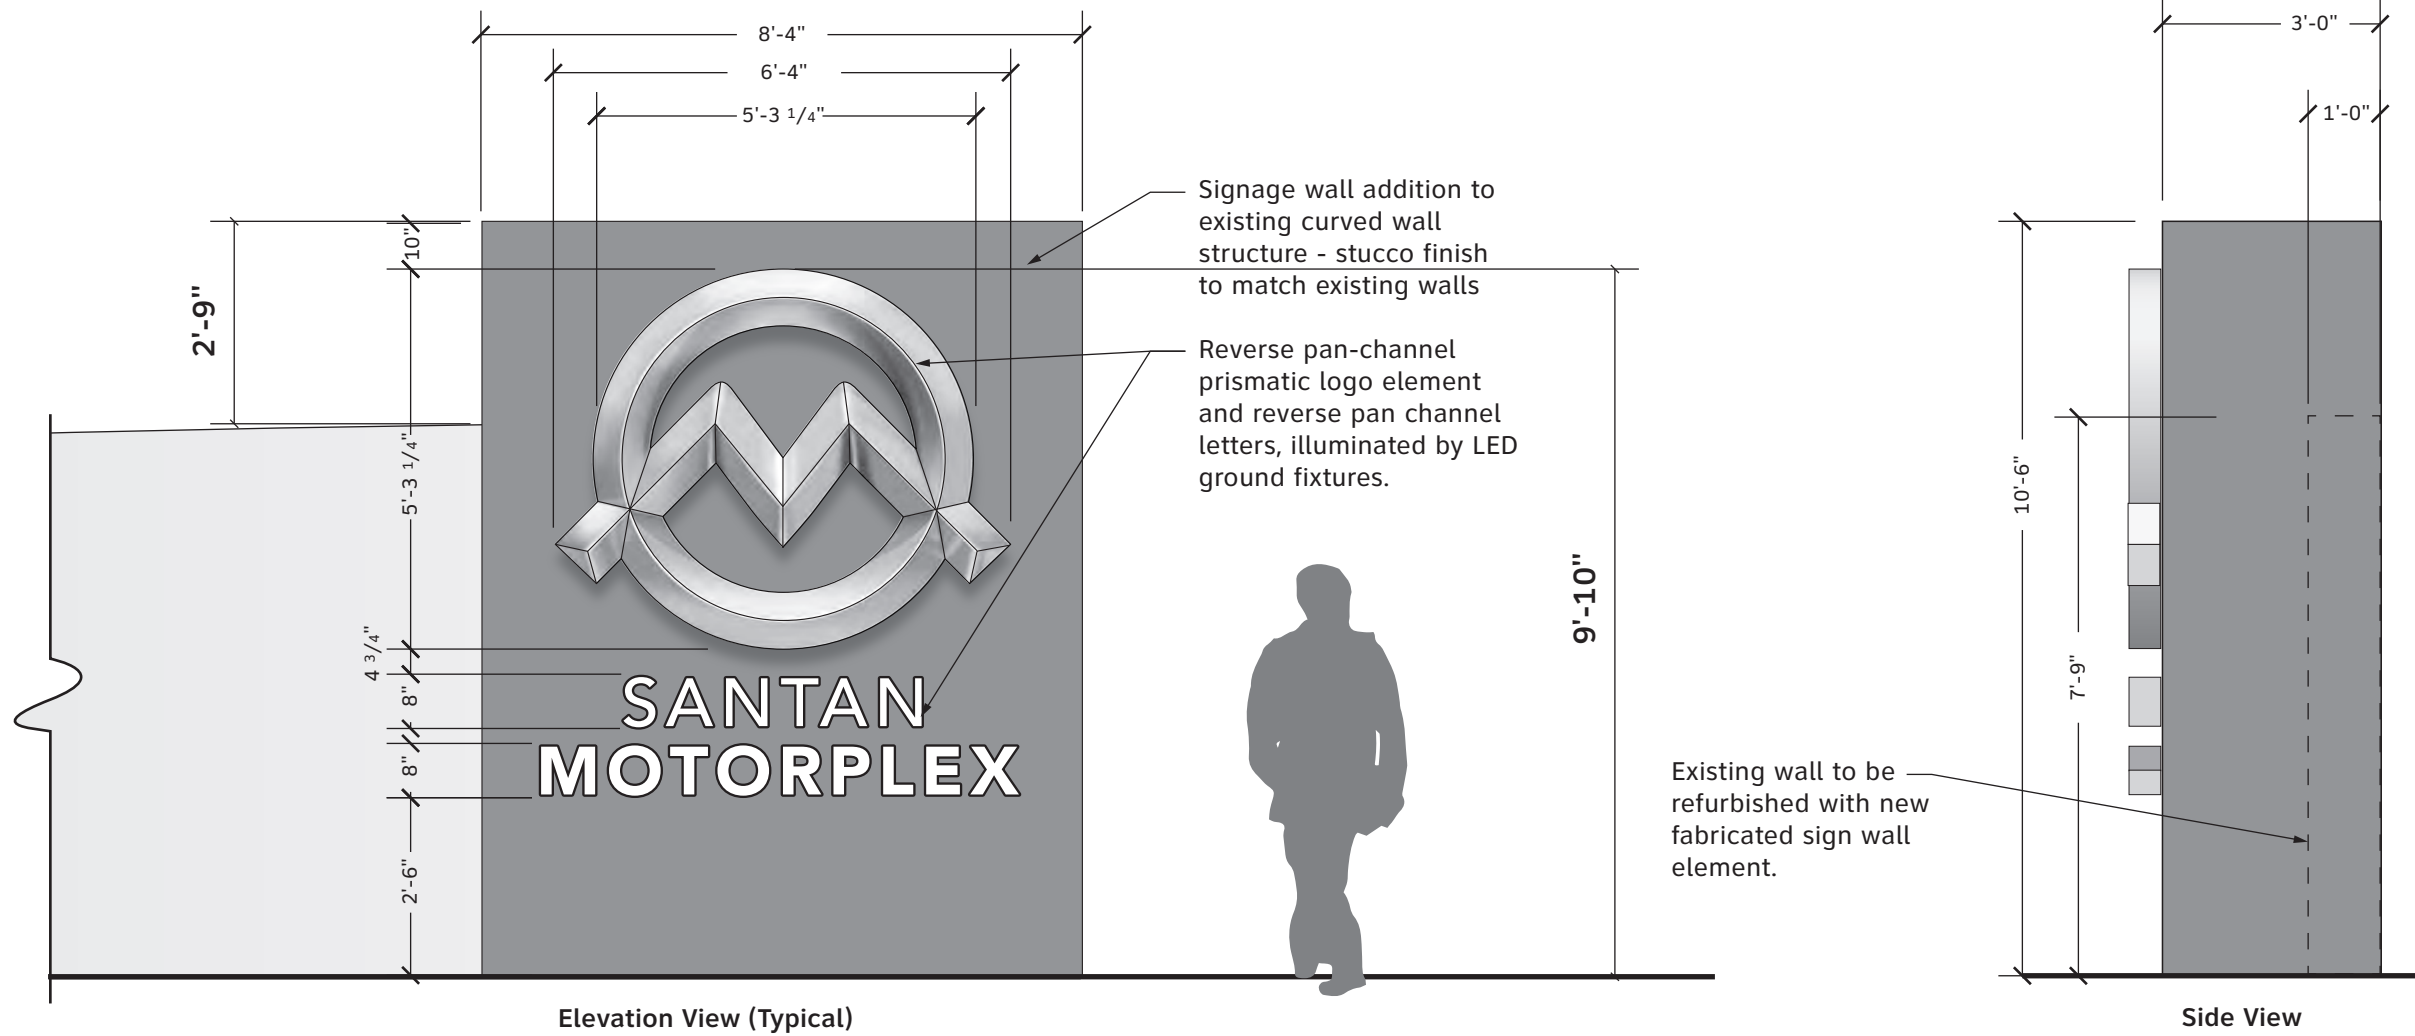 8'-4"
6'-4"
5'-3 1/4"
3'-0"
1'-0"
Signage wall addition to
existing curved wall
structure - stucco finish
to match existing walls
10"
2'-9"
Reverse pan-channel
prismatic logo element
and reverse pan channel
letters, illuminated by LED
ground fixtures.
5'-3 1/4"
10'-6"
9'-10"
4 3/4"
8"
SANTAN
7'-9"
8"
MOTORPLEX
Existing wall to be
refurbished with new
fabricated sign wall
element.
2'-6"
Elevation View (Typical)
Side View